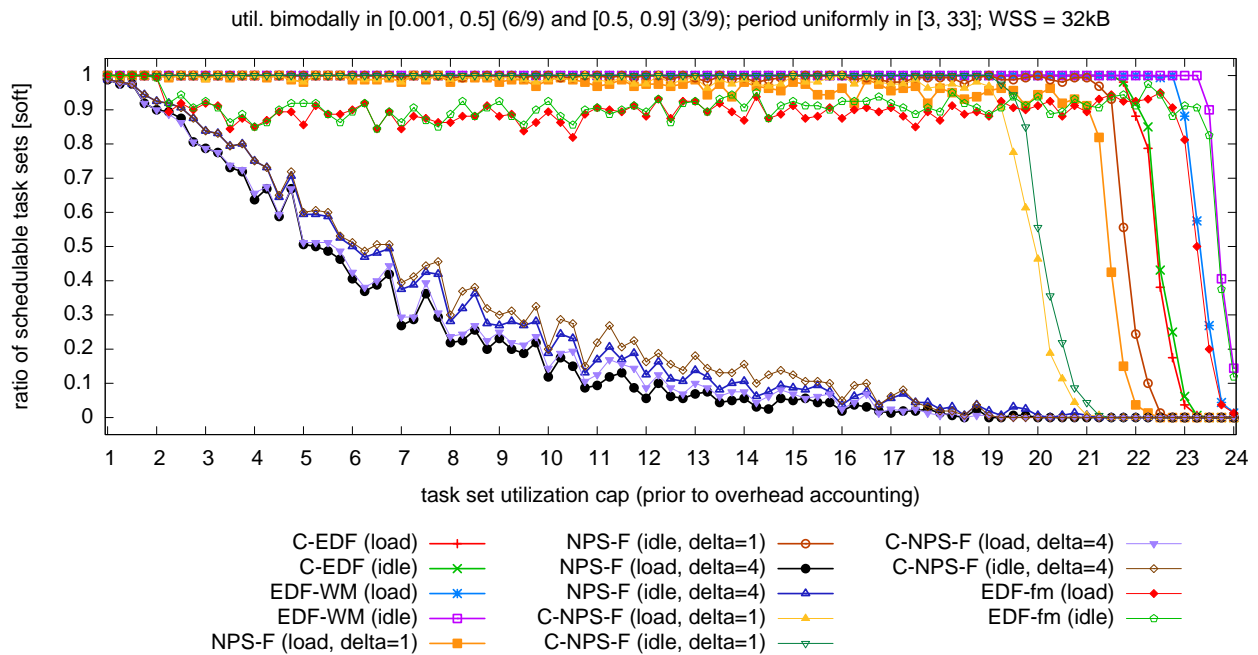 util. bimodally in [0.001, 0.5] (6/9) and [0.5, 0.9] (3/9); period uniformly in [3, 33]; WSS = 32kB
ratio of schedulable task sets [soft]
1
0.9
0.8
0.7
0.6
0.5
0.4
0.3
0.2
0.1
0
1 2 3 4 5 6 7 8 9 10 11 12 13 14 15 16 17 18 19 20 21 22 23 24
task set utilization cap (prior to overhead accounting)
C-EDF (load)
C-EDF (idle)
EDF-WM (load)
EDF-WM (idle)
NPS-F (load, delta=1)
NPS-F (idle, delta=1)
NPS-F (load, delta=4)
NPS-F (idle, delta=4)
C-NPS-F (load, delta=1)
C-NPS-F (idle, delta=1)
C-NPS-F (load, delta=4)
C-NPS-F (idle, delta=4)
EDF-fm (load)
EDF-fm (idle)